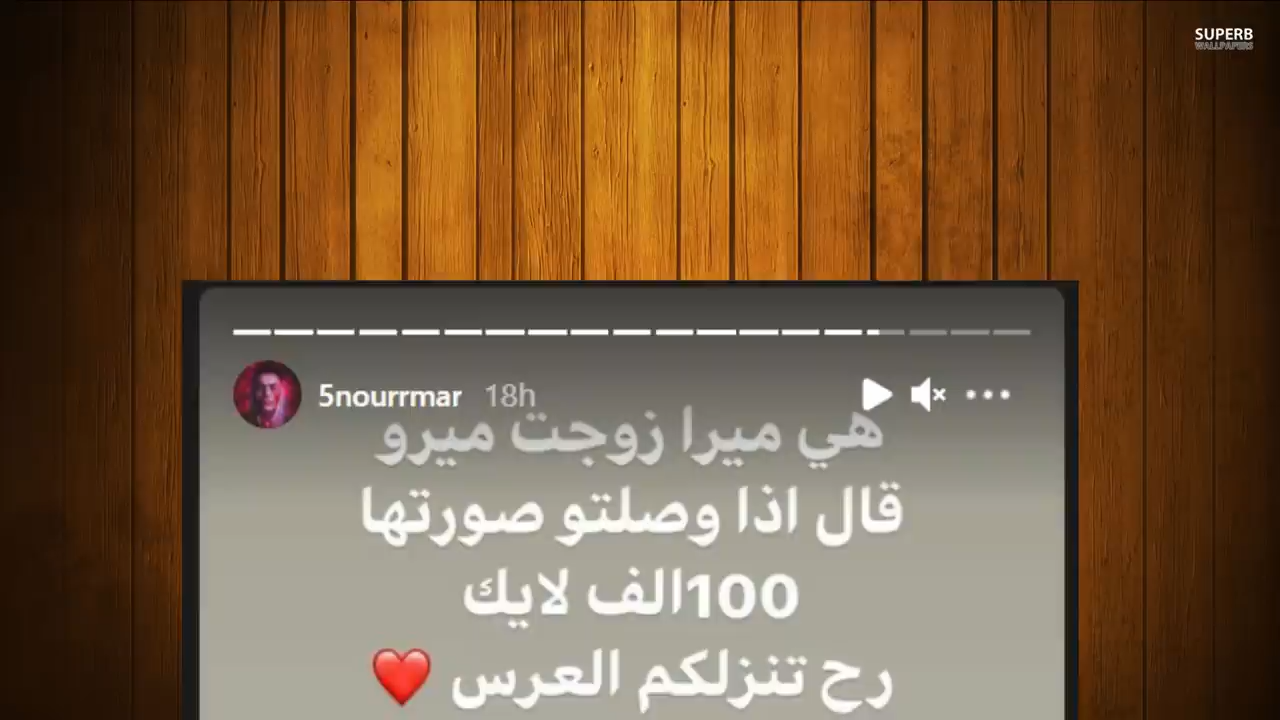 SUPERB
WALLPAPERS
5nourrmar 18h
هي ميرا زوجت ميرو
قال اذا وصلتو صورتها
100الف لايك
رح تنزلكم العرس ❤️